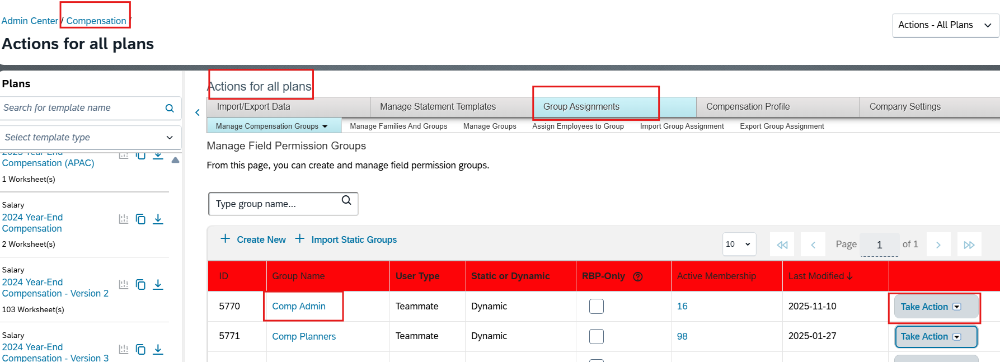 Admin Center / Compensation /
Actions - All Plans
Actions for all plans
Plans
Search for template name
Select template type
2023 Year-End
Compensation (APAC)
1 Worksheet(s)
Salary
2024 Year-End
Compensation
2 Worksheet(s)
Salary
2024 Year-End
Compensation - Version 2
103 Worksheet(s)
Salary
2024 Year-End
Compensation - Version 3
Actions for all plans
Import/Export Data Manage Statement Templates Group Assignments Compensation Profile Company Settings
Manage Compensation Groups Manage Families And Groups Manage Groups Assign Employees to Group Import Group Assignment Export Group Assignment
Manage Field Permission Groups
From this page, you can create and manage field permission groups.
Type group name...
+ Create New + Import Static Groups 10 Page 1 of 1
ID Group Name User Type Static or Dynamic RBP-Only Active Membership Last Modified ↓
5770 Comp Admin Teammate Dynamic 16 2025-11-10 Take Action
5771 Comp Planners Teammate Dynamic 98 2025-01-27 Take Action